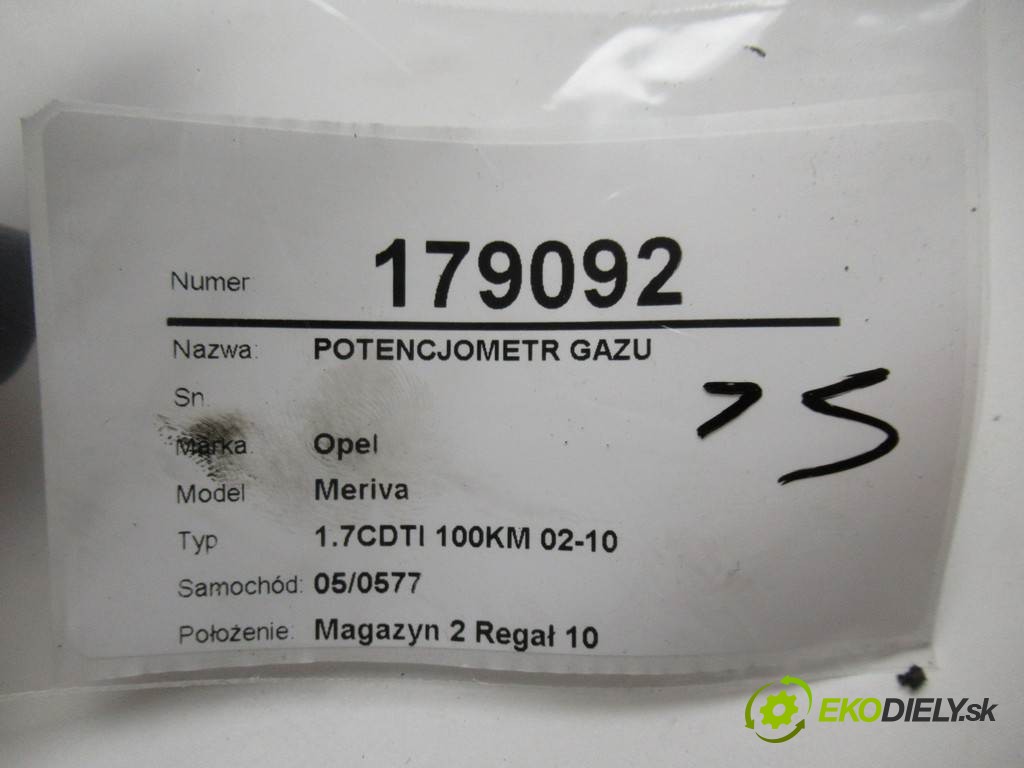 Numer 179092
Nazwa: POTENCJOMETR GAZU
Sn.
Marka: Opel
Model Meriva
Typ 1.7CDTI 100KM 02-10
Samochód: 05/0577
Położenie: Magazyn 2 Regał 10
EKODIELY.sk